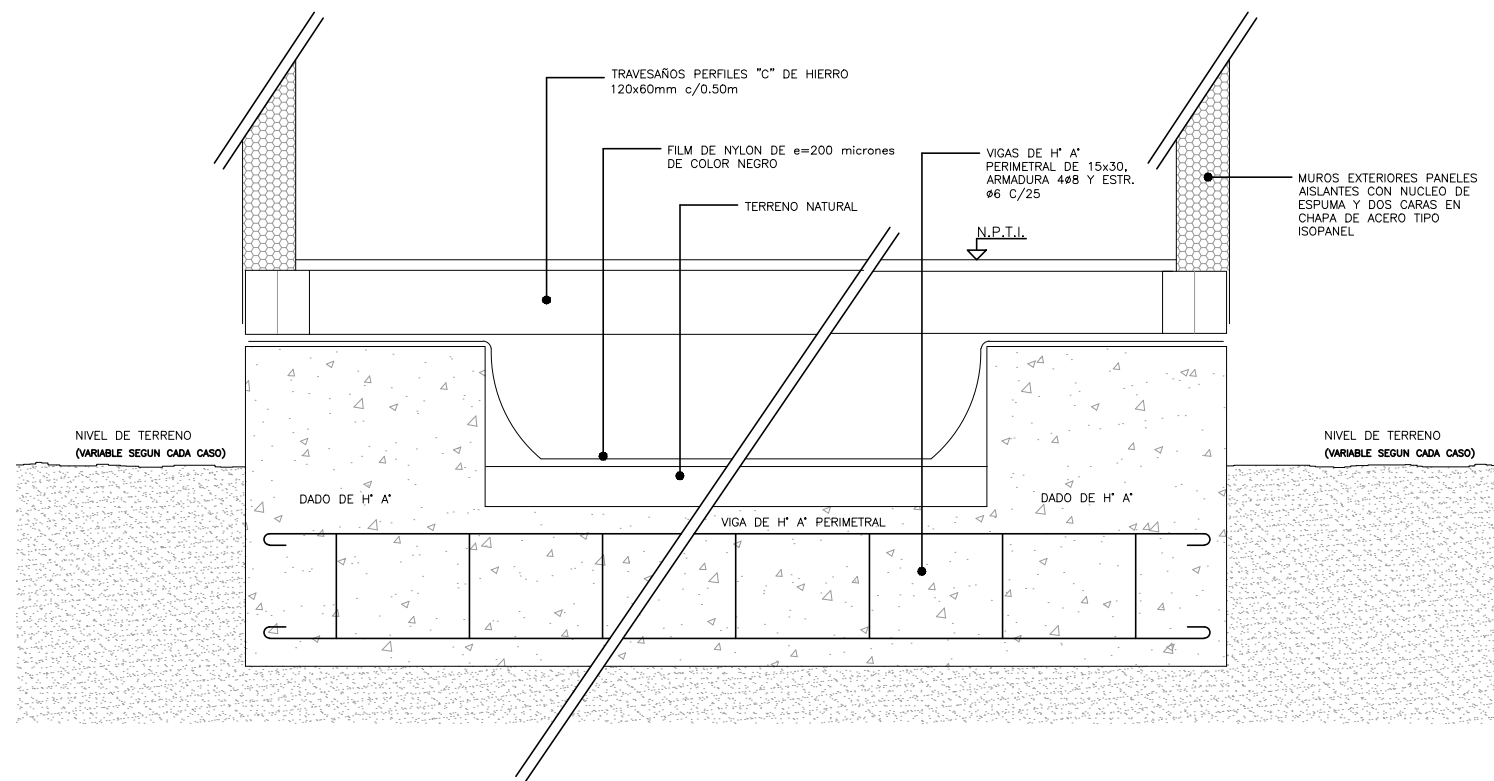 TRAVESAÑOS PERFILES "C" DE HIERRO
120x60mm c/0.50m
FILM DE NYLON DE e=200 micrones
DE COLOR NEGRO
TERRENO NATURAL
VIGAS DE H° A°
PERIMETRAL DE 15x30,
ARMADURA 4ø8 Y ESTR.
ø6 C/25
N.P.T.I.
MUROS EXTERIORES PANELES
AISLANTES CON NUCLEO DE
ESPUMA Y DOS CARAS EN
CHAPA DE ACERO TIPO
ISOPANEL
NIVEL DE TERRENO
(VARIABLE SEGUN CADA CASO)
NIVEL DE TERRENO
(VARIABLE SEGUN CADA CASO)
DADO DE H° A°
DADO DE H° A°
VIGA DE H° A° PERIMETRAL